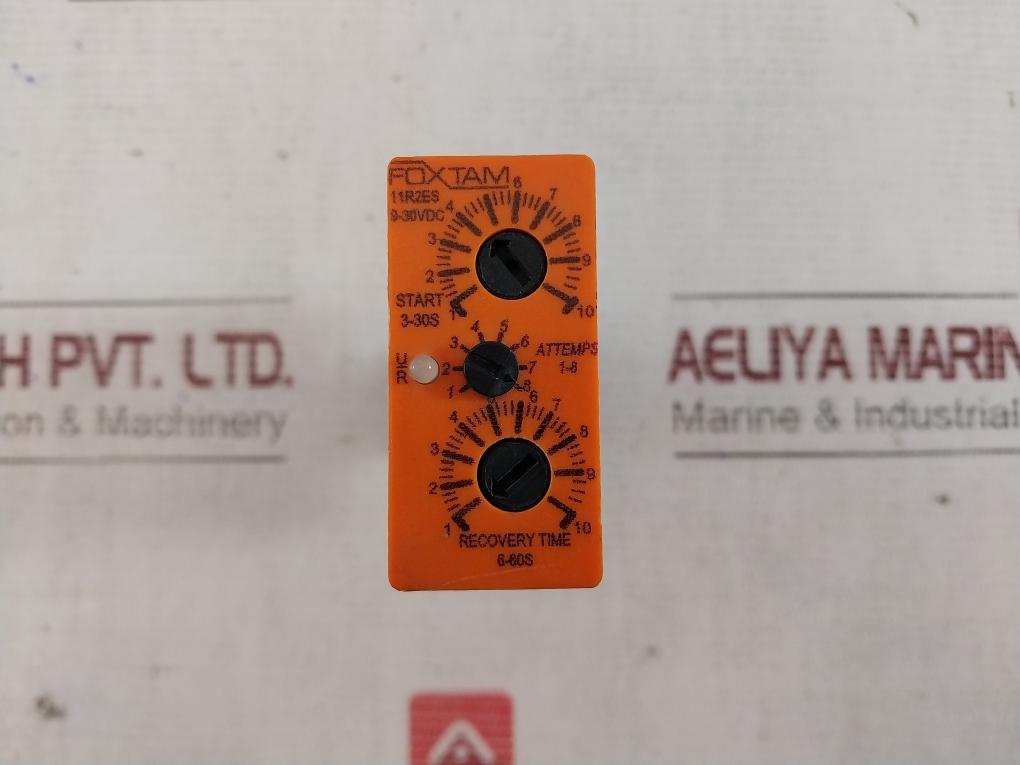 FOXTAM
11R2ES
9-30VDC
4 6 7 8 9 10
3
2
1
START
3-30S
U
R
1 2 3 4 5 6 7 8
ATTEMPS
1-8
1 2 3 4 6 7 8 9 10
RECOVERY TIME
6-60S
H PVT. LTD.
on & Machinery
AELIYA MARIN
Marine & Industrial